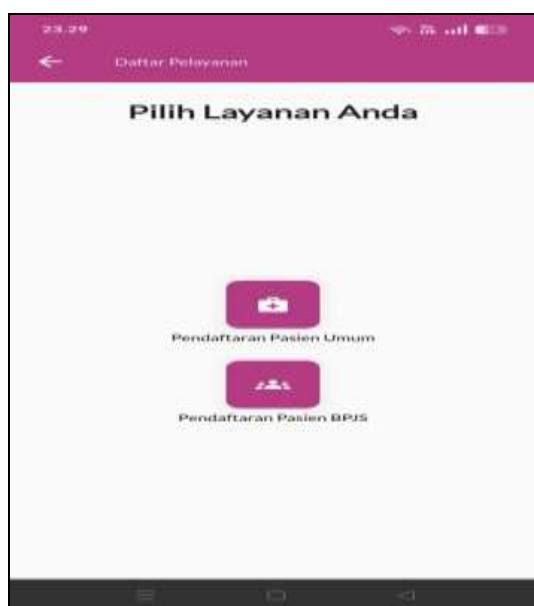 23.29
Daftar Pelayanan
Pilih Layanan Anda
Pendaftaran Pasien Umum
Pendaftaran Pasien BPJS